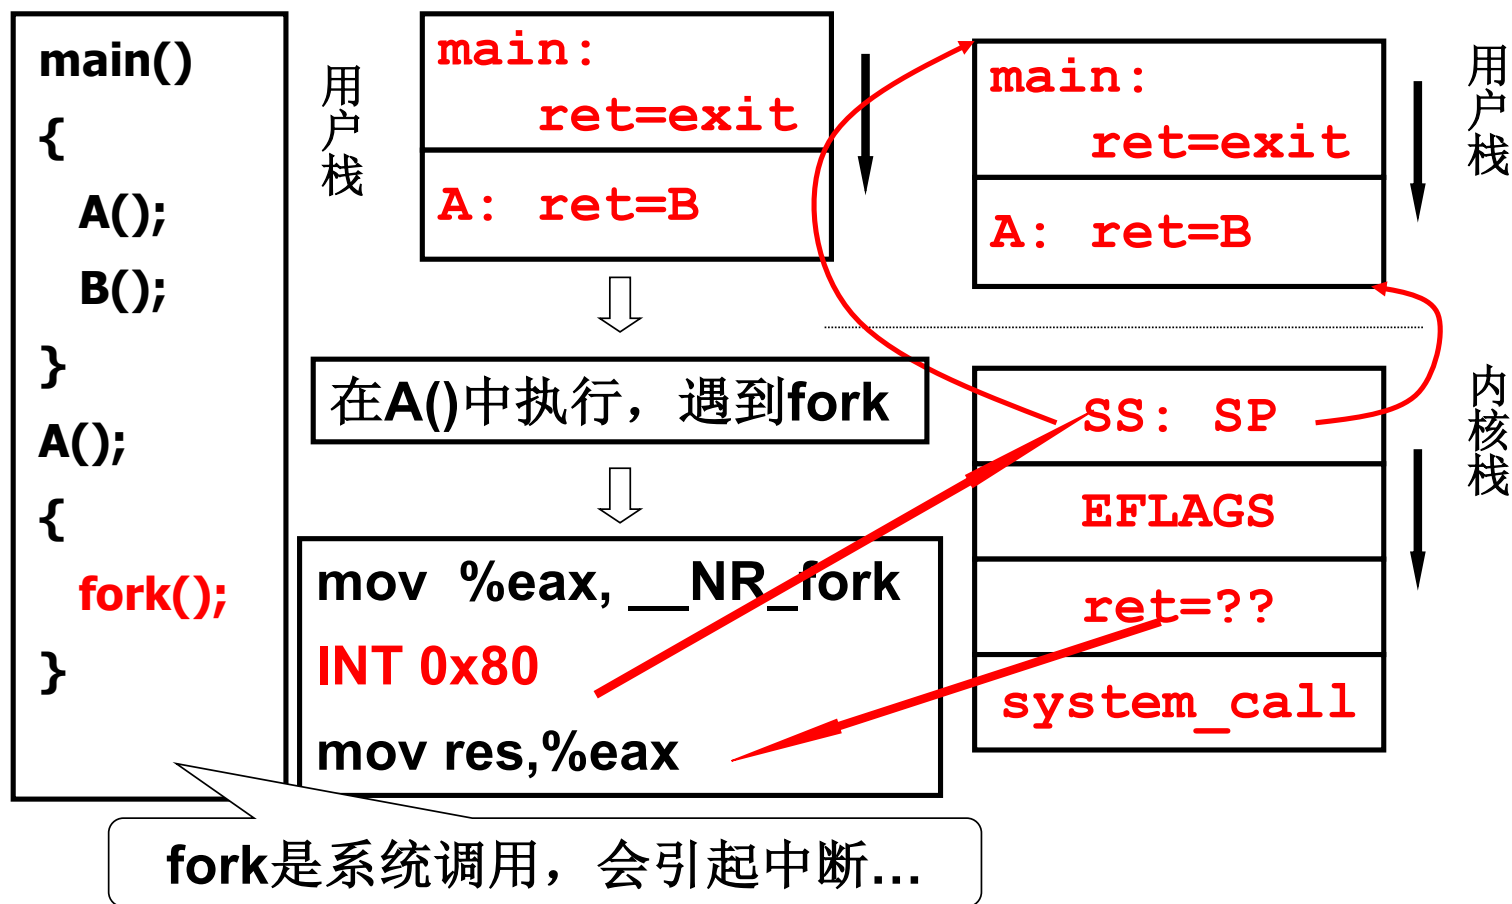 main()
{
A();
B();
}
A();
{
fork();
}
用户栈
main:
ret=exit
A: ret=B
在A()中执行，遇到fork
mov %eax, __NR_fork
INT 0x80
mov res,%eax
fork是系统调用，会引起中断...
main:
ret=exit
A: ret=B
用户栈
SS: SP
EFLAGS
ret=??
system_call
内核栈